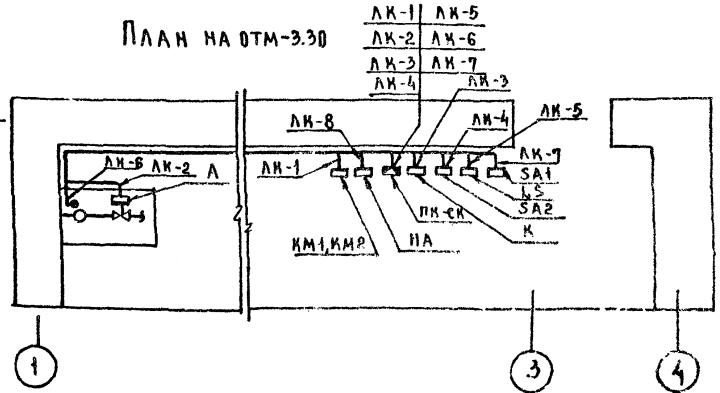 План на отм-3.30
ЛК-1 ЛК-5
ЛК-2 ЛК-6
ЛК-3 ЛК-7
ЛК-4
ЛК-3
ЛК-8
ЛК-4
ЛК-5
ЛК-6
ЛК-2
Л
ЛК-1
ЛК-7
SA1
LS
SA2
ПК-СК
К
КМ1,КМ2
НА
1
3
4